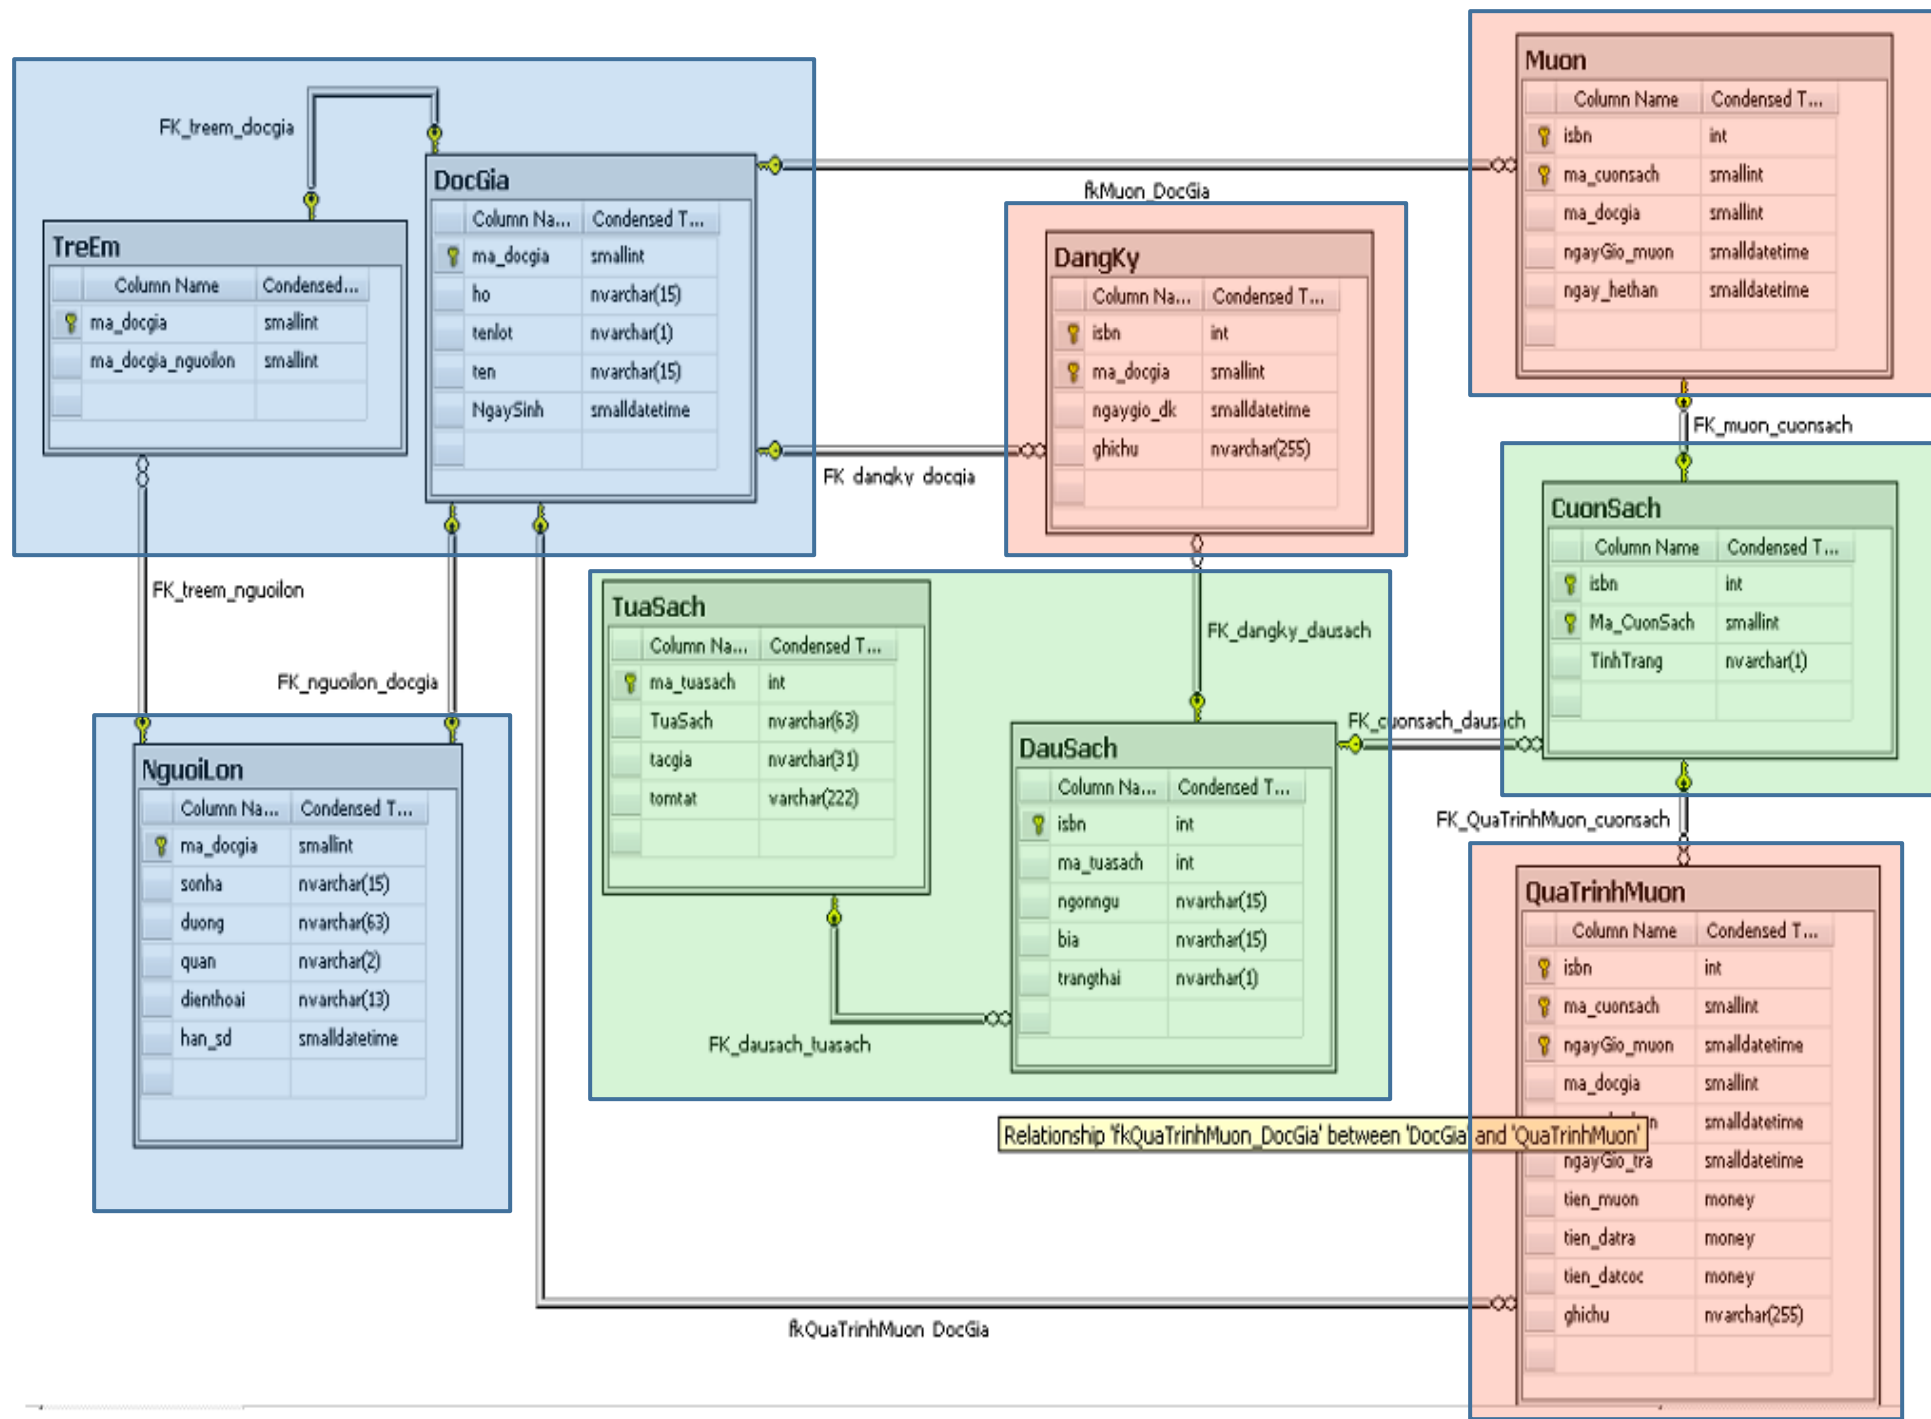 FK_treem_docgia
TreEm
Column Name Condensed...
ma_docgia smallint
ma_docgia_nguoilon smallint
DocGia
Column Na... Condensed T...
ma_docgia smallint
ho nvarchar(15)
tenlot nvarchar(1)
ten nvarchar(15)
NgaySinh smalldatetime
fkMuon_DocGia
DangKy
Column Na... Condensed T...
isbn int
ma_docgia smallint
ngaygio_dk smalldatetime
ghichu nvarchar(255)
FK_dangky_docgia
Muon
Column Name Condensed T...
isbn int
ma_cuonsach smallint
ma_docgia smallint
ngayGio_muon smalldatetime
ngay_hethan smalldatetime
FK_muon_cuonsach
CuonSach
Column Name Condensed T...
isbn int
Ma_CuonSach smallint
TinhTrang nvarchar(1)
FK_treem_nguoilon
FK_nguoilon_docgia
NguoiLon
Column Na... Condensed T...
ma_docgia smallint
sonha nvarchar(15)
duong nvarchar(63)
quan nvarchar(2)
dienthoai nvarchar(13)
han_sd smalldatetime
TuaSach
Column Na... Condensed T...
ma_tuasach int
TuaSach nvarchar(63)
tacgia nvarchar(31)
tomtat varchar(222)
FK_dausach_tuasach
FK_dangky_dausach
DauSach
Column Na... Condensed T...
isbn int
ma_tuasach int
ngonngu nvarchar(15)
bia nvarchar(15)
trangthai nvarchar(1)
FK_cuonsach_dausach
FK_QuaTrinhMuon_cuonsach
QuaTrinhMuon
Column Name Condensed T...
isbn int
ma_cuonsach smallint
ngayGio_muon smalldatetime
ma_docgia smallint
smalldatetime
ngayGio_tra smalldatetime
tien_muon money
tien_datra money
tien_datcoc money
ghichu nvarchar(255)
Relationship 'fkQuaTrinhMuon_DocGia' between 'DocGia' and 'QuaTrinhMuon'
fkQuaTrinhMuon_DocGia